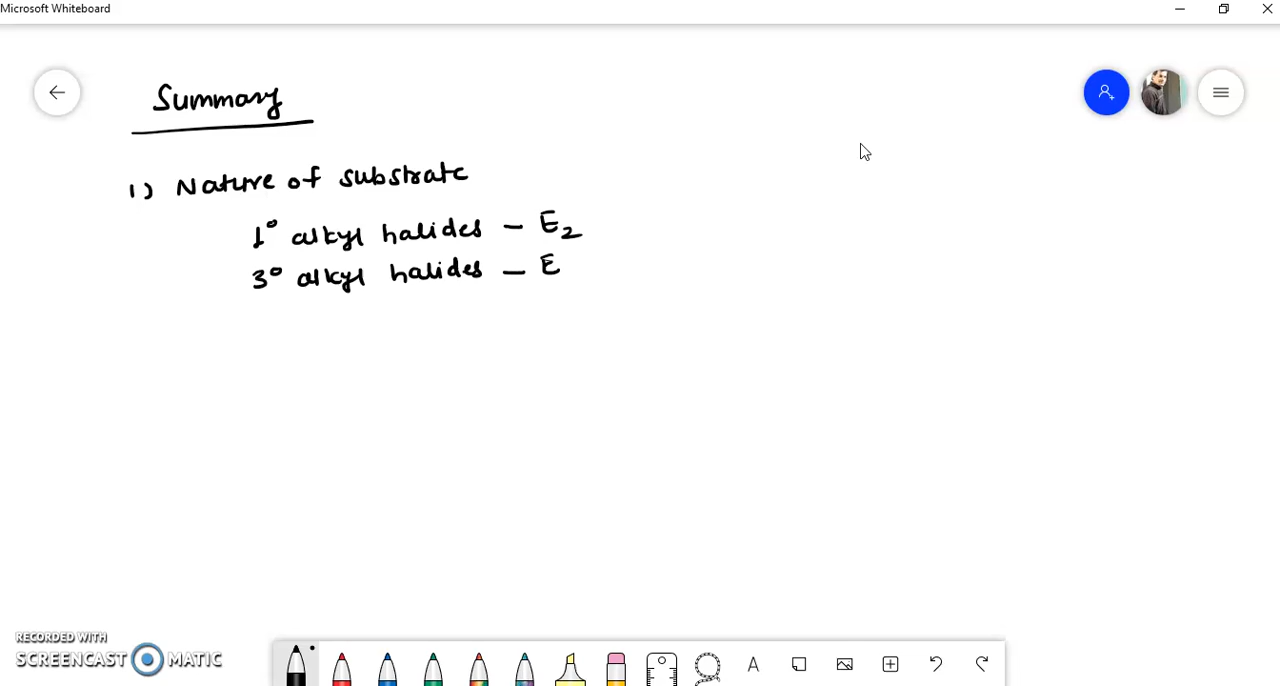 Microsoft Whiteboard
Summary
1) Nature of substrate
1° alkyl halides – E2
3° alkyl halides – E
RECORDED WITH
SCREENCAST MATIC
A